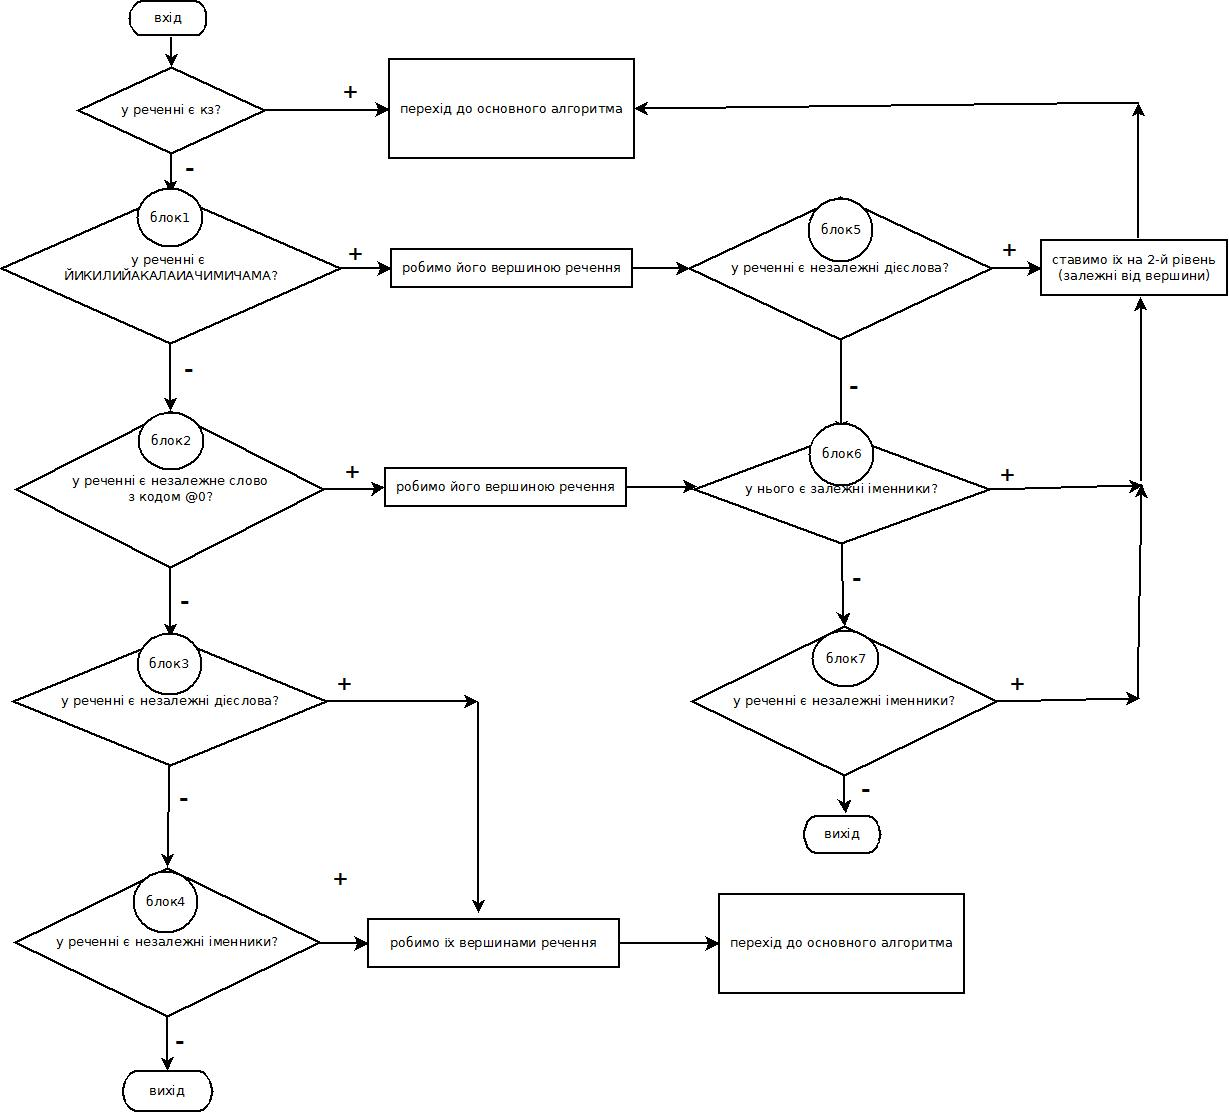 вхід
у реченні є кз?
+
перехід до основного алгоритма
-
блок1
у реченні є
ЙИКИЛИЙАКАЛАИАЧИМИЧАМА?
+
робимо його вершиною речення
блок5
у реченні є незалежні дієслова?
+
ставимо їх на 2-й рівень
(залежні від вершини)
-
-
блок2
у реченні є незалежне слово
з кодом @0?
+
робимо його вершиною речення
блок6
у нього є залежні іменники?
+
-
-
блок3
у реченні є незалежні дієслова?
+
блок7
у реченні є незалежні іменники?
+
-
-
вихід
блок4
у реченні є незалежні іменники?
+
робимо їх вершинами речення
перехід до основного алгоритма
-
вихід